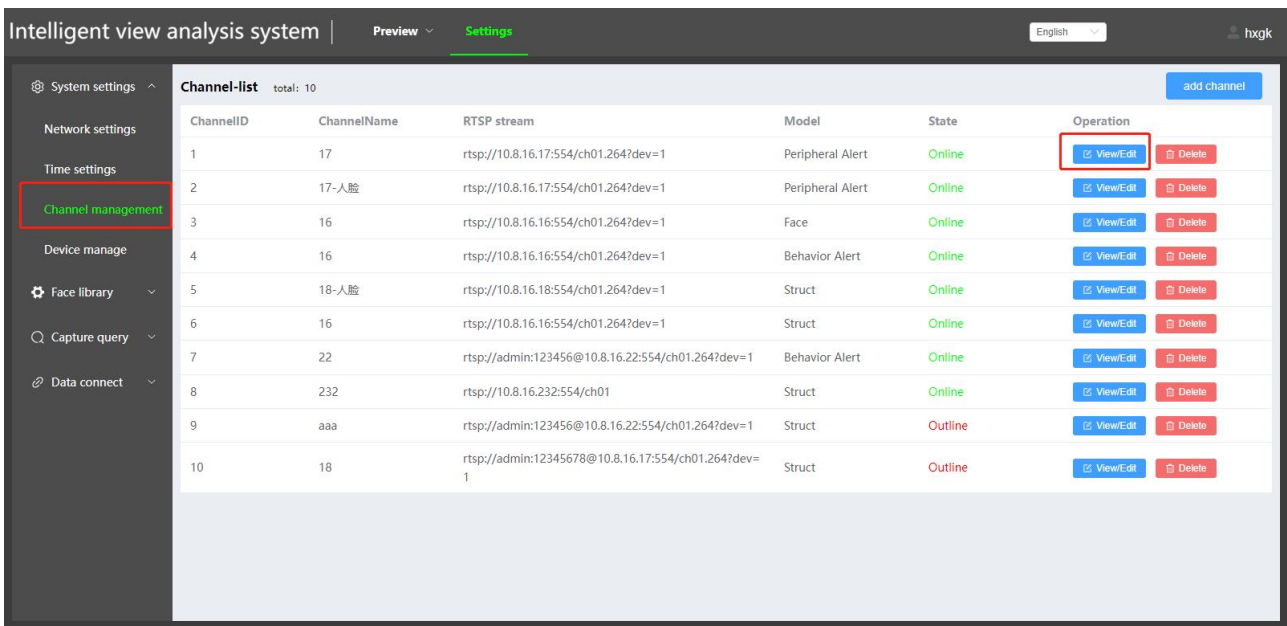 Intelligent view analysis system | Preview Settings English hxgk
System settings
Network settings
Time settings
Channel management
Device manage
Face library
Capture query
Data connect
Channel-list total: 10 add channel
ChannelID ChannelName RTSP stream Model State Operation
1 17 rtsp://10.8.16.17:554/ch01.264?dev=1 Peripheral Alert Online View/Edit Delete
2 17-人脸 rtsp://10.8.16.17:554/ch01.264?dev=1 Peripheral Alert Online View/Edit Delete
3 16 rtsp://10.8.16.16:554/ch01.264?dev=1 Face Online View/Edit Delete
4 16 rtsp://10.8.16.16:554/ch01.264?dev=1 Behavior Alert Online View/Edit Delete
5 18-人脸 rtsp://10.8.16.18:554/ch01.264?dev=1 Struct Online View/Edit Delete
6 16 rtsp://10.8.16.16:554/ch01.264?dev=1 Struct Online View/Edit Delete
7 22 rtsp://admin:123456@10.8.16.22:554/ch01.264?dev=1 Behavior Alert Online View/Edit Delete
8 232 rtsp://10.8.16.232:554/ch01 Struct Online View/Edit Delete
9 aaa rtsp://admin:123456@10.8.16.22:554/ch01.264?dev=1 Struct Outline View/Edit Delete
10 18 rtsp://admin:12345678@10.8.16.17:554/ch01.264?dev= Struct Outline View/Edit Delete
1